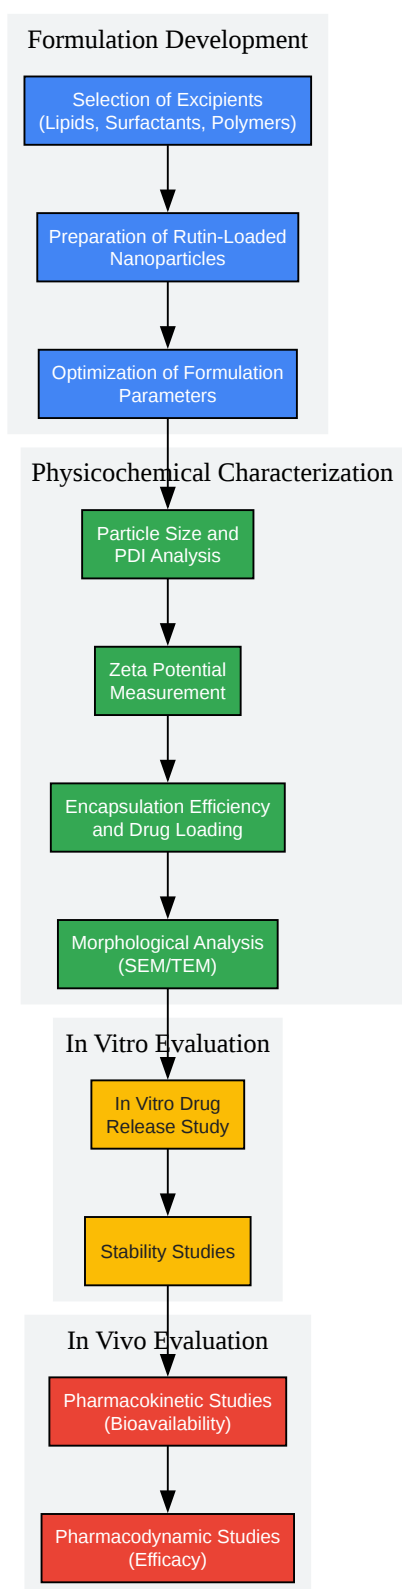 Formulation Development
Selection of Excipients
(Lipids, Surfactants, Polymers)
Preparation of Rutin-Loaded
Nanoparticles
Optimization of Formulation
Parameters
Physicochemical Characterization
Particle Size and
PDI Analysis
Zeta Potential
Measurement
Encapsulation Efficiency
and Drug Loading
Morphological Analysis
(SEM/TEM)
In Vitro Evaluation
In Vitro Drug
Release Study
Stability Studies
In Vivo Evaluation
Pharmacokinetic Studies
(Bioavailability)
Pharmacodynamic Studies
(Efficacy)